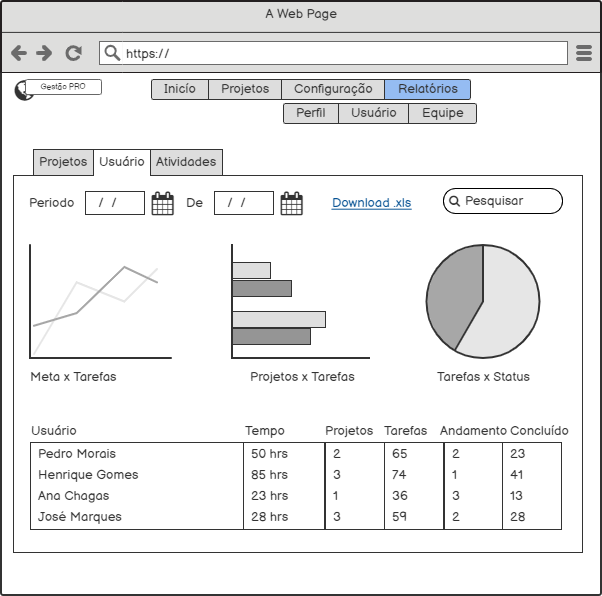 A Web Page
https://
Gestão PRO
Inicío Projetos Configuração Relatórios
Perfil Usuário Equipe
Projetos Usuário Atividades
Periodo / / De / / Download .xls Pesquisar
Meta x Tarefas Projetos x Tarefas Tarefas x Status
Usuário Tempo Projetos Tarefas Andamento Concluído
Pedro Morais 50 hrs 2 65 2 23
Henrique Gomes 85 hrs 3 74 1 41
Ana Chagas 23 hrs 1 36 3 13
José Marques 28 hrs 3 59 2 28